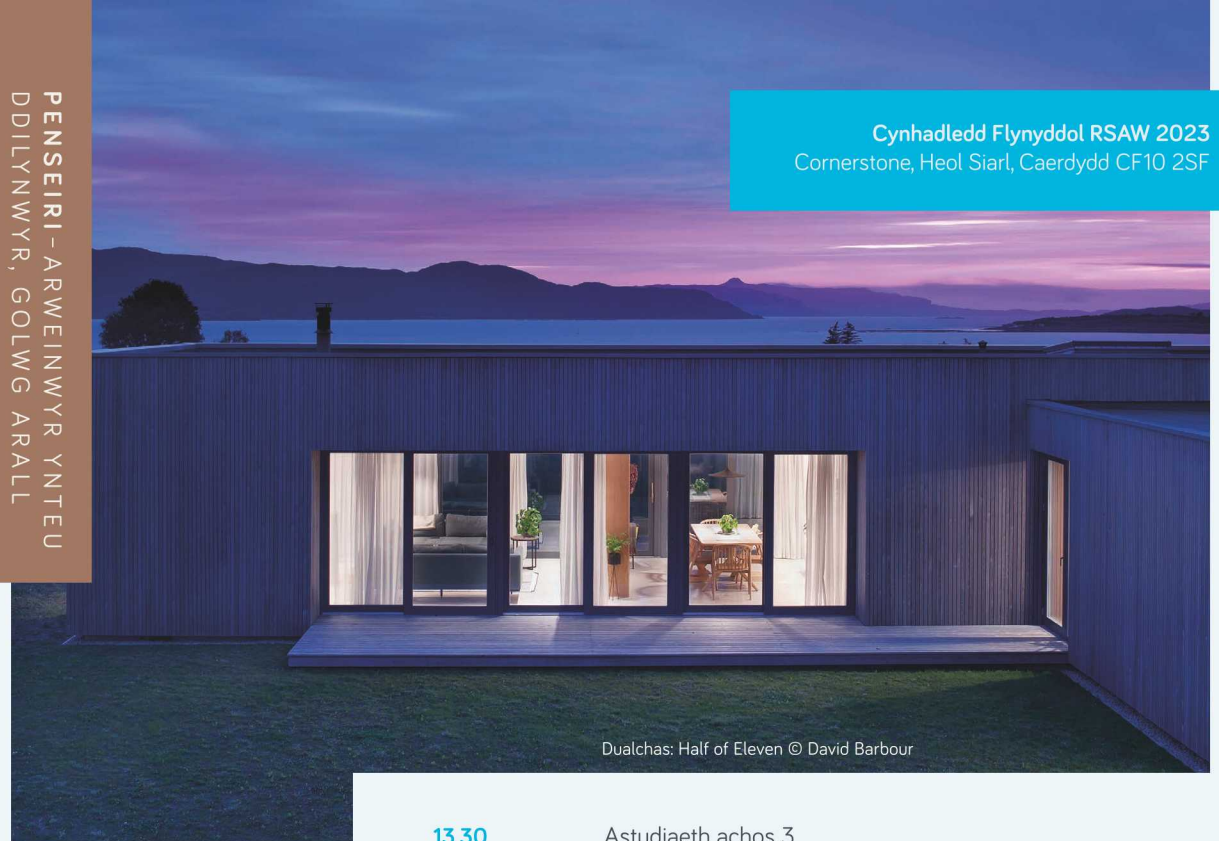 PENSEIRI – ARWEINWYR YNTEU
DDILYNWYR, GOLWG ARALL
Cynhadledd Flynyddol RSAW 2023
Cornerstone, Heol Siarl, Caerdydd CF10 2SF
Dualchas: Half of Eleven © David Barbour
13.30 Astudiaeth achos 3